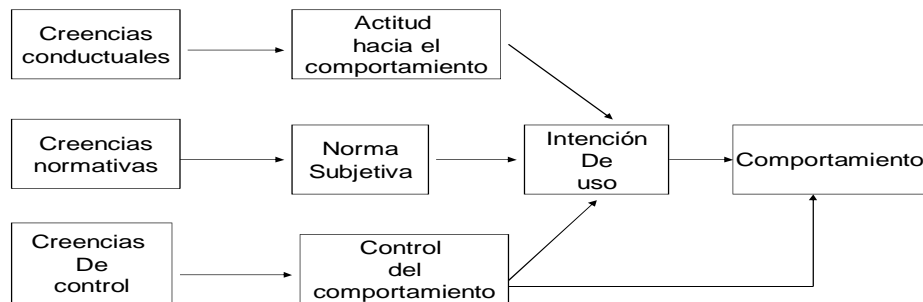 Creencias
conductuales
Actitud
hacia el
comportamiento
Creencias
normativas
Norma
Subjetiva
Intención
De
uso
Comportamiento
Creencias
De
control
Control
del
comportamiento